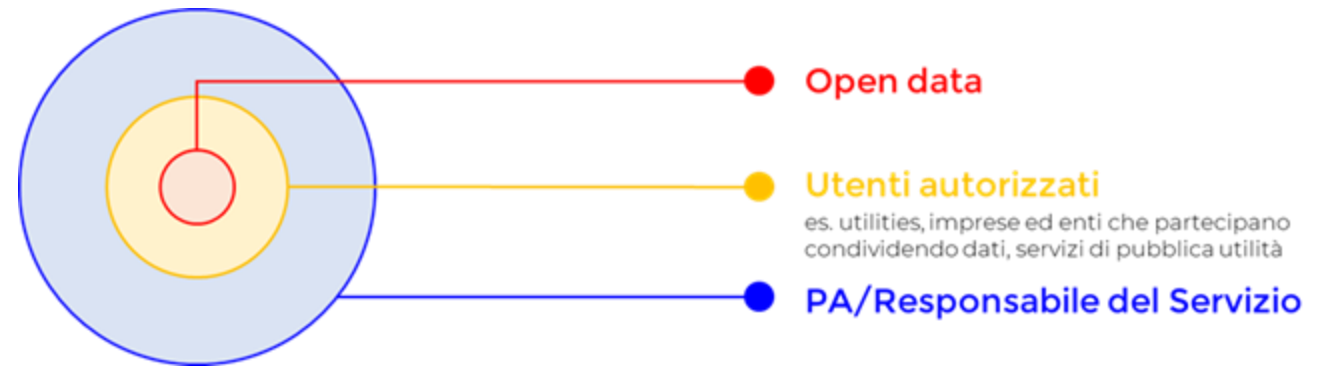 Open data
Utenti autorizzati
es. utilities, imprese ed enti che partecipano
condividendo dati, servizi di pubblica utilità
PA/Responsabile del Servizio